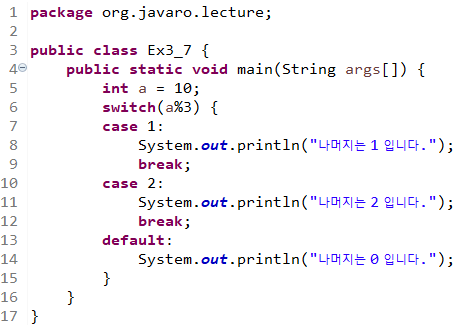 1 package org.javaro.lecture;
2
3 public class Ex3_7 {
4 public static void main(String args[]) {
5 int a = 10;
6 switch(a%3) {
7 case 1:
8 System.out.println("나머지는 1 입니다.");
9 break;
10 case 2:
11 System.out.println("나머지는 2 입니다.");
12 break;
13 default:
14 System.out.println("나머지는 0 입니다.");
15 }
16 }
17 }